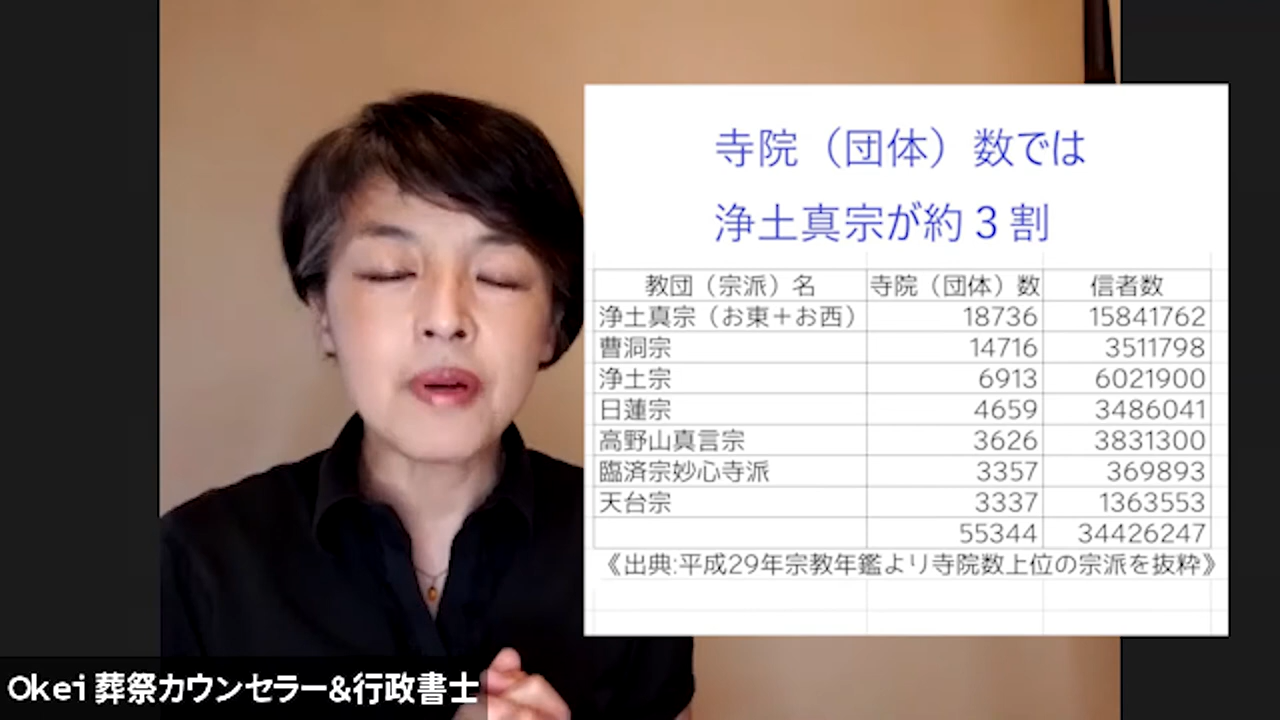 寺院（団体）数では
浄土真宗が約３割
教団（宗派）名 寺院（団体）数 信者数
浄土真宗（お東＋お西） 18736 15841762
曹洞宗 14716 3511798
浄土宗 6913 6021900
日蓮宗 4659 3486041
高野山真言宗 3626 3831300
臨済宗妙心寺派 3357 369893
天台宗 3337 1363553
55344 34426247
《出典:平成29年宗教年鑑より寺院数上位の宗派を抜粋》
Okei 葬祭カウンセラー&行政書士